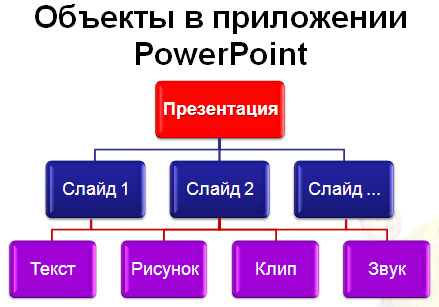 Объекты в приложении
PowerPoint
Презентация
Слайд 1
Слайд 2
Слайд ...
Текст
Рисунок
Клип
Звук